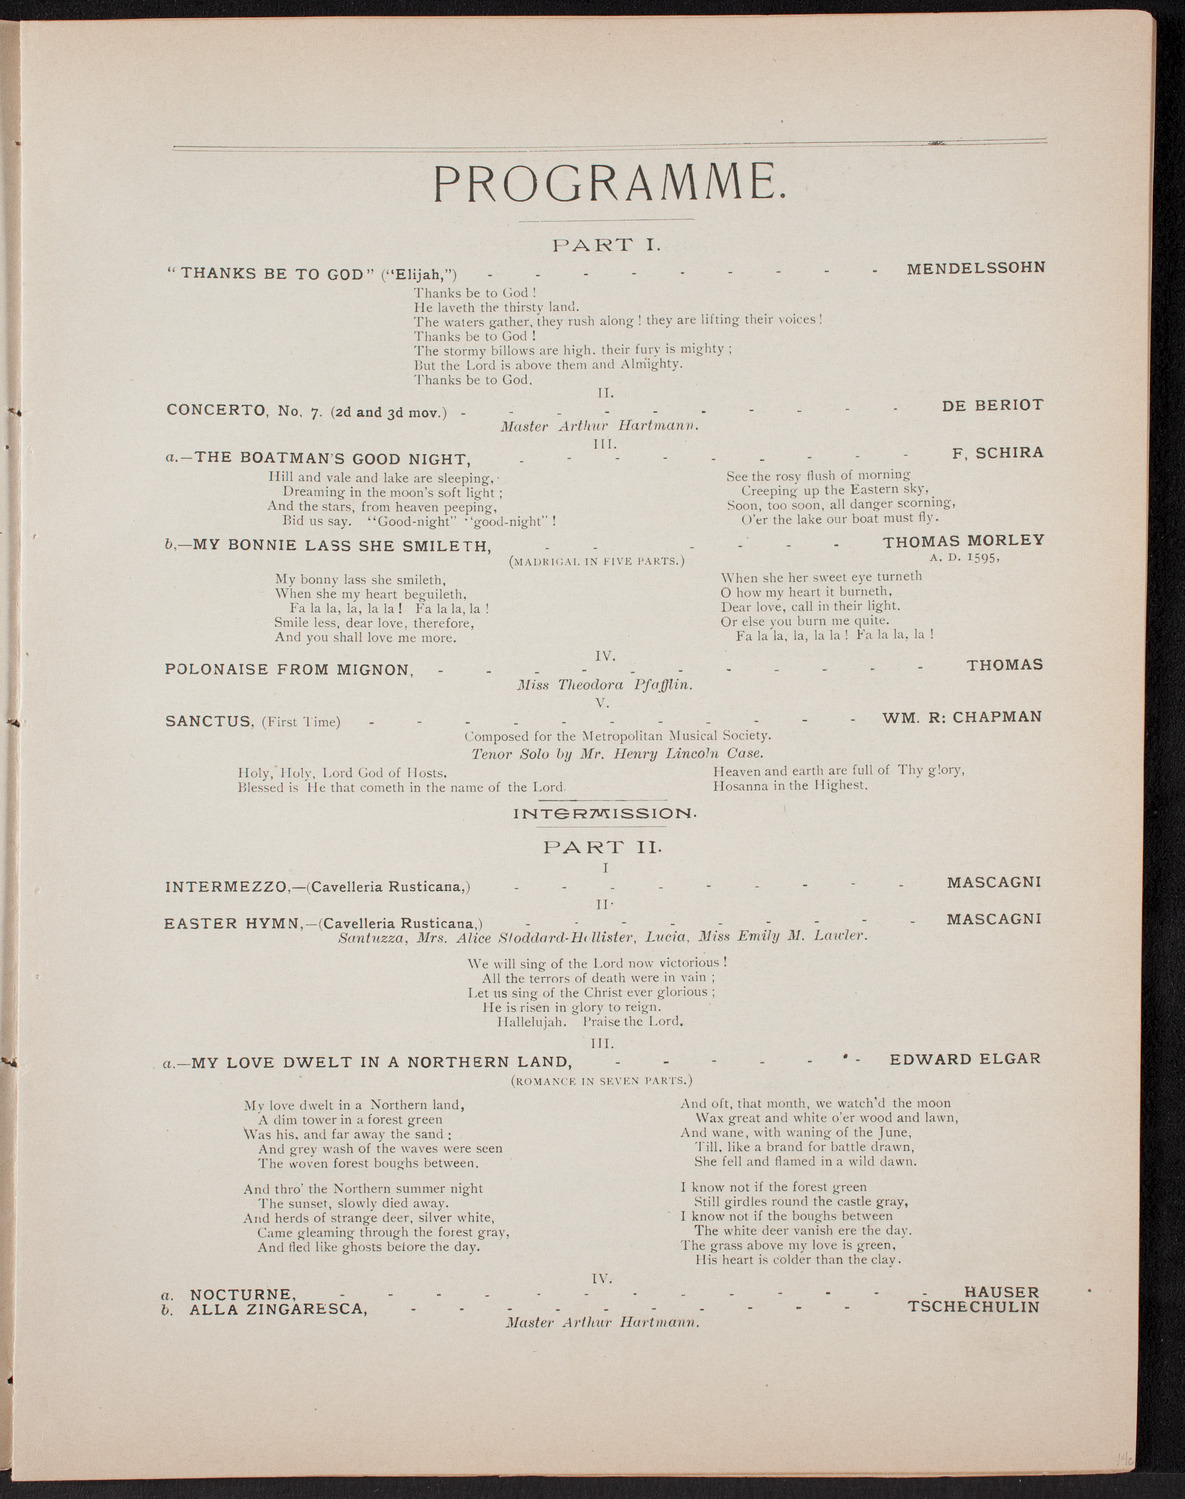 PROGRAMME.
PART I.
"THANKS BE TO GOD" ("Elijah,") - - - - - - - - - MENDELSSOHN
Thanks be to God!
He laveth the thirsty land.
The waters gather, they rush along! they are lifting their voices!
Thanks be to God!
The stormy billows are high. their fury is mighty;
But the Lord is above them and Almighty.
Thanks be to God.
II.
CONCERTO, No, 7. (2d and 3d mov.) - - - - - - - - - - DE BERIOT
Master Arthur Hartmann.
III.
a.—THE BOATMAN'S GOOD NIGHT, - - - - - - - - - F, SCHIRA
Hill and vale and lake are sleeping,
Dreaming in the moon's soft light;
And the stars, from heaven peeping,
Bid us say. "Good-night" "good-night"!
See the rosy flush of morning
Creeping up the Eastern sky,
Soon, too soon, all danger scorning,
O'er the lake our boat must fly.
b,—MY BONNIE LASS SHE SMILETH, - - - - - - THOMAS MORLEY
(MADRIGAL IN FIVE PARTS.) A. D. 1595,
My bonny lass she smileth,
When she my heart beguileth,
Fa la la, la, la la! Fa la la, la!
Smile less, dear love, therefore,
And you shall love me more.
When she her sweet eye turneth
O how my heart it burneth,
Dear love, call in their light.
Or else you burn me quite.
Fa la la, la, la la! Fa la la, la!
IV.
POLONAISE FROM MIGNON, - - - - - - - - - - - THOMAS
Miss Theodora Pfafflin.
V.
SANCTUS, (First Time) - - - - - - - - - - - WM. R: CHAPMAN
Composed for the Metropolitan Musical Society.
Tenor Solo by Mr. Henry Lincoln Case.
Holy, Holy, Lord God of Hosts,
Blessed is He that cometh in the name of the Lord.
Heaven and earth are full of Thy glory,
Hosanna in the Highest.
INTERMISSION.
PART II.
I
INTERMEZZO,—(Cavelleria Rusticana,) - - - - - - - - - MASCAGNI
II.
EASTER HYMN,—(Cavelleria Rusticana,) - - - - - - - - - MASCAGNI
Santuzza, Mrs. Alice Stoddard-Hollister, Lucia, Miss Emily M. Lawler.
We will sing of the Lord now victorious!
All the terrors of death were in vain;
Let us sing of the Christ ever glorious;
He is risen in glory to reign.
Hallelujah. Praise the Lord.
III.
a.—MY LOVE DWELT IN A NORTHERN LAND, - - - - - - EDWARD ELGAR
(ROMANCE IN SEVEN PARTS.)
My love dwelt in a Northern land,
A dim tower in a forest green
Was his, and far away the sand;
And grey wash of the waves were seen
The woven forest boughs between.
And thro' the Northern summer night
The sunset, slowly died away.
And herds of strange deer, silver white,
Came gleaming through the forest gray,
And fled like ghosts before the day.
And oft, that month, we watch'd the moon
Wax great and white o'er wood and lawn,
And wane, with waning of the June,
Till, like a brand for battle drawn,
She fell and flamed in a wild dawn.
I know not if the forest green
Still girdles round the castle gray,
I know not if the boughs between
The white deer vanish ere the day.
The grass above my love is green,
His heart is colder than the clay.
IV.
a. NOCTURNE, - - - - - - - - - - - - - HAUSER
b. ALLA ZINGARESCA, - - - - - - - - - - TSCHECHULIN
Master Arthur Hartmann.